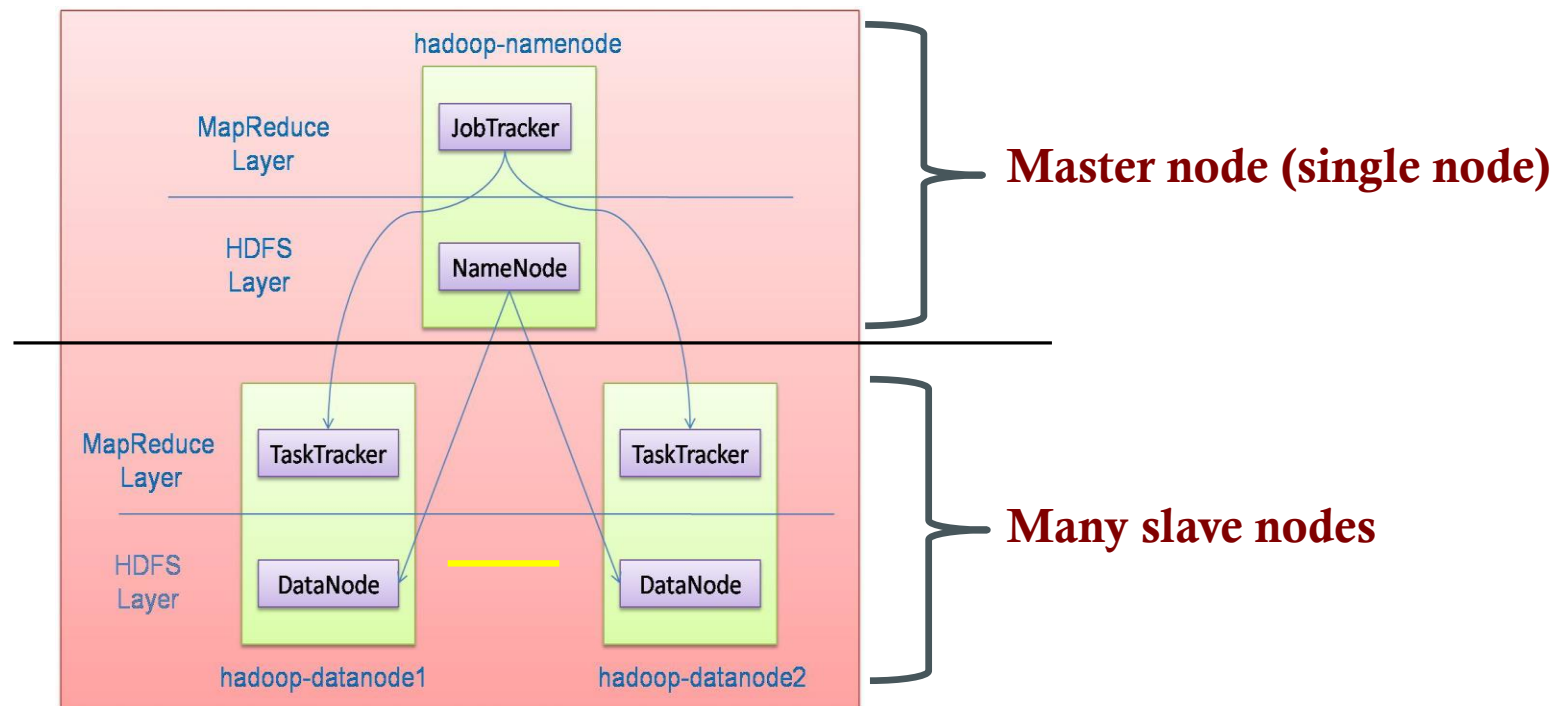 hadoop-namenode
MapReduce
Layer
JobTracker
Master node (single node)
HDFS
Layer
NameNode
MapReduce
Layer
TaskTracker
TaskTracker
Many slave nodes
HDFS
Layer
DataNode
DataNode
hadoop-datanode1
hadoop-datanode2